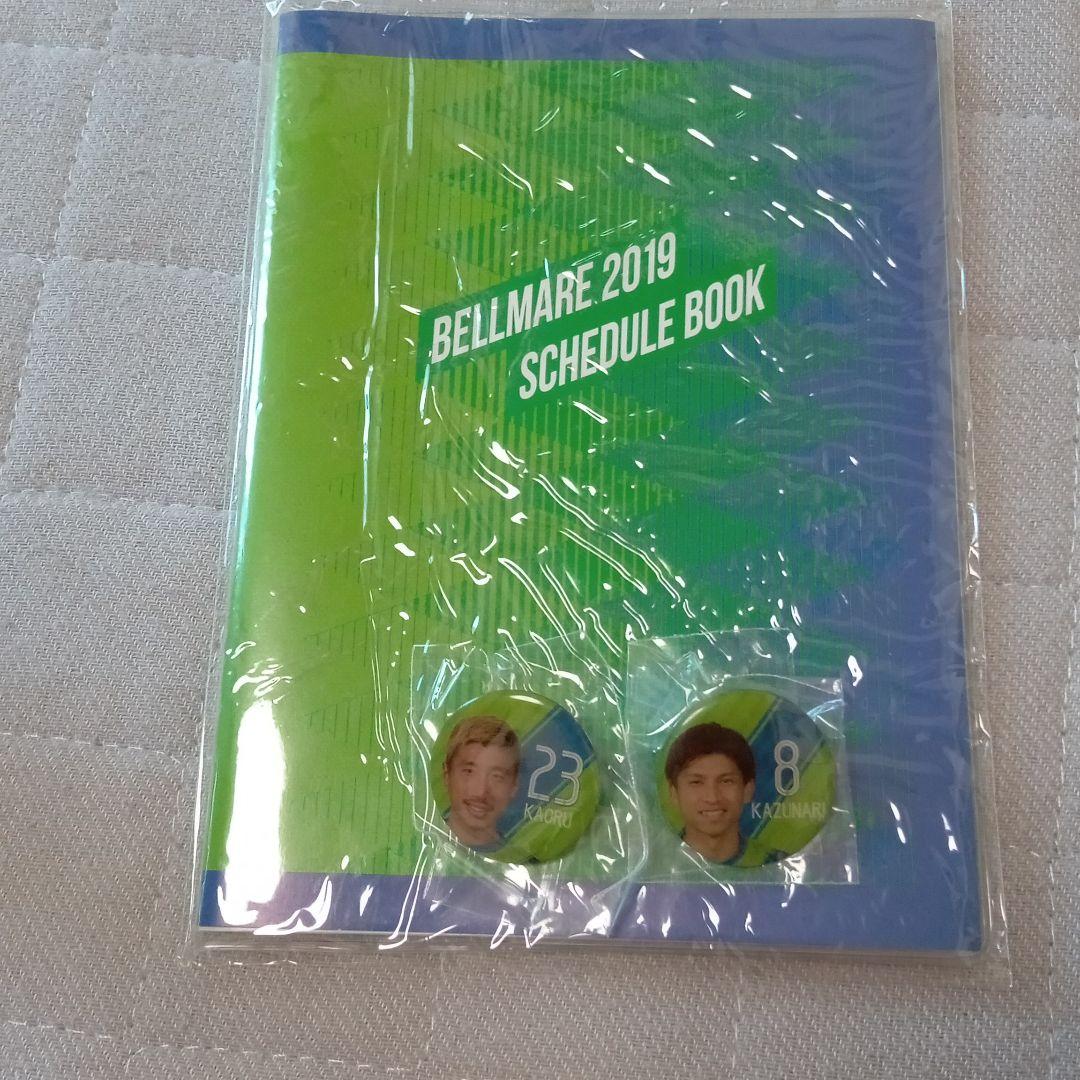 BELLMARE 2019
SCHEDULE BOOK
23
KAORU
8
KAZUNARI